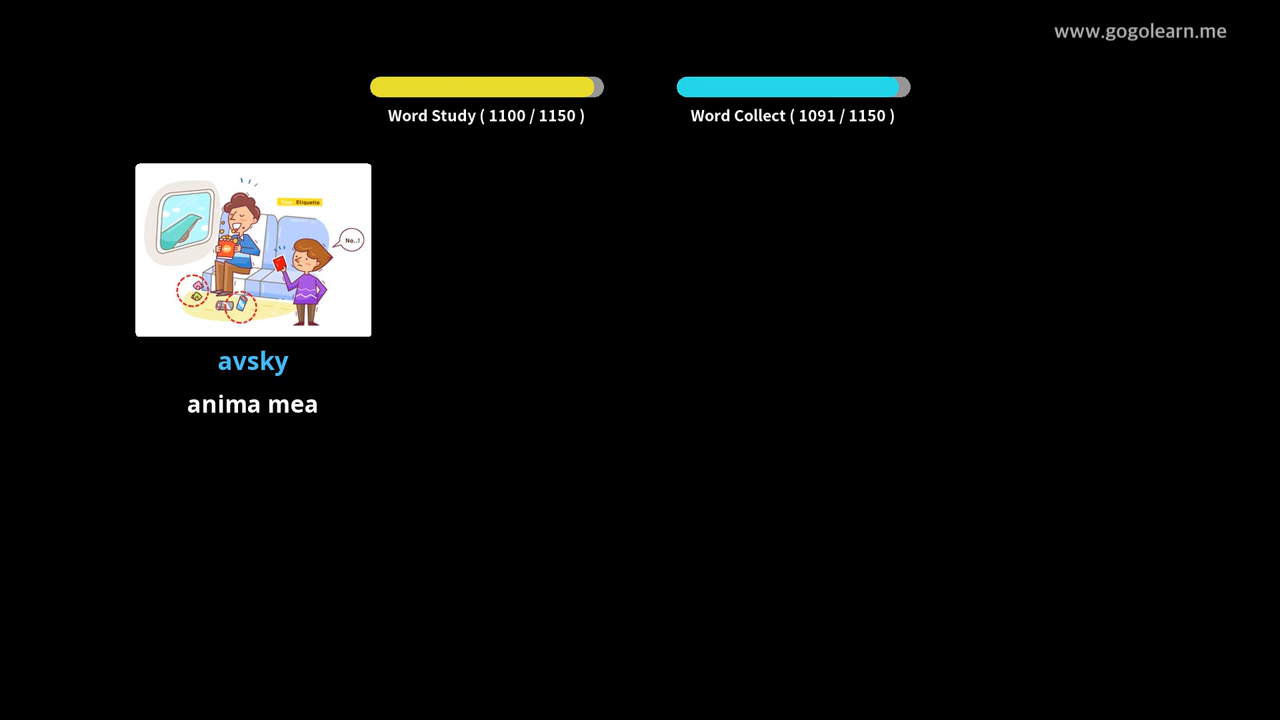 www.gogolearn.me
Word Study ( 1100 / 1150 )
Word Collect ( 1091 / 1150 )
Etiquette
No..!
avsky
anima mea